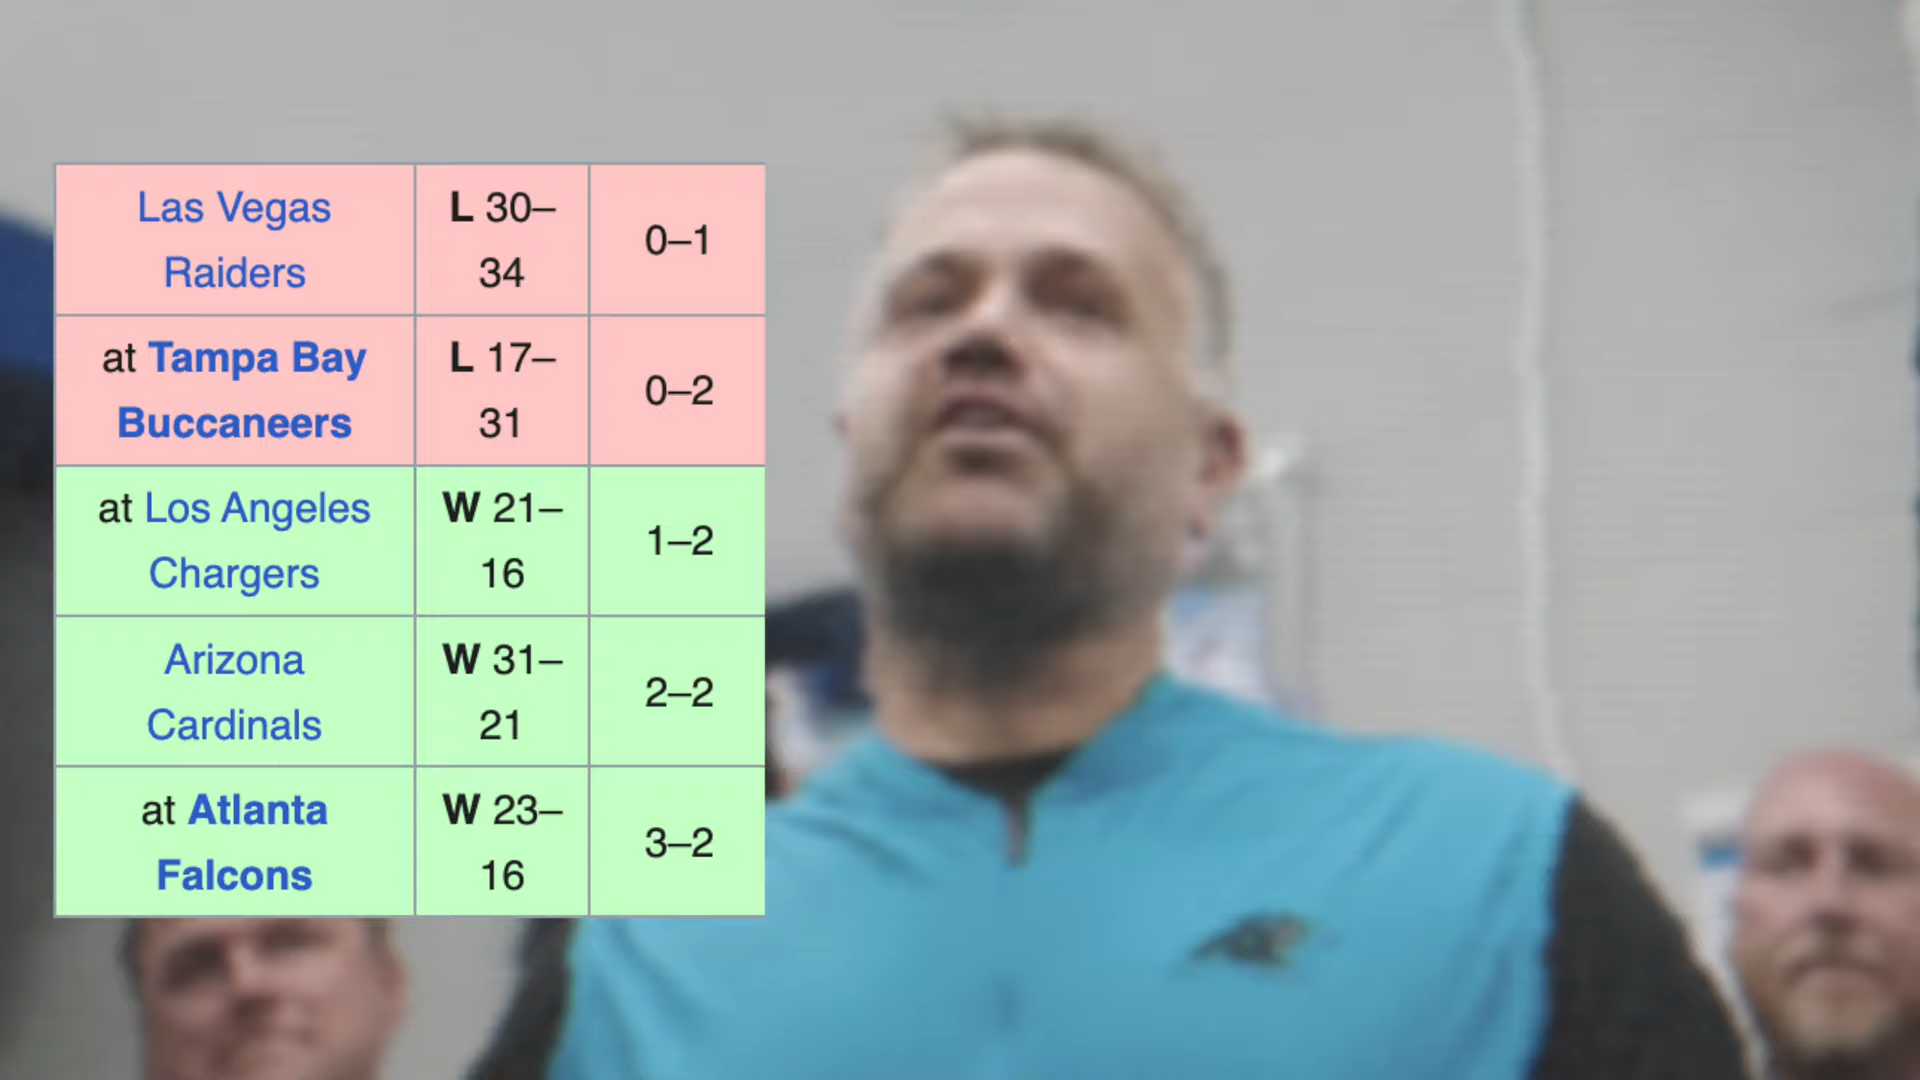 Las Vegas
Raiders
L 30–
34
0–1
at Tampa Bay
Buccaneers
L 17–
31
0–2
at Los Angeles
Chargers
W 21–
16
1–2
Arizona
Cardinals
W 31–
21
2–2
at Atlanta
Falcons
W 23–
16
3–2